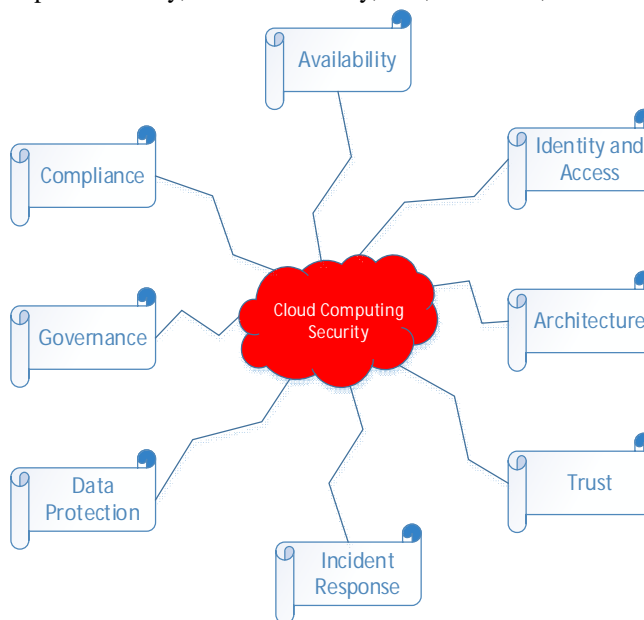 Availability
Identity and
Access
Compliance
Cloud Computing
Security
Architecture
Governance
Trust
Data
Protection
Incident
Response